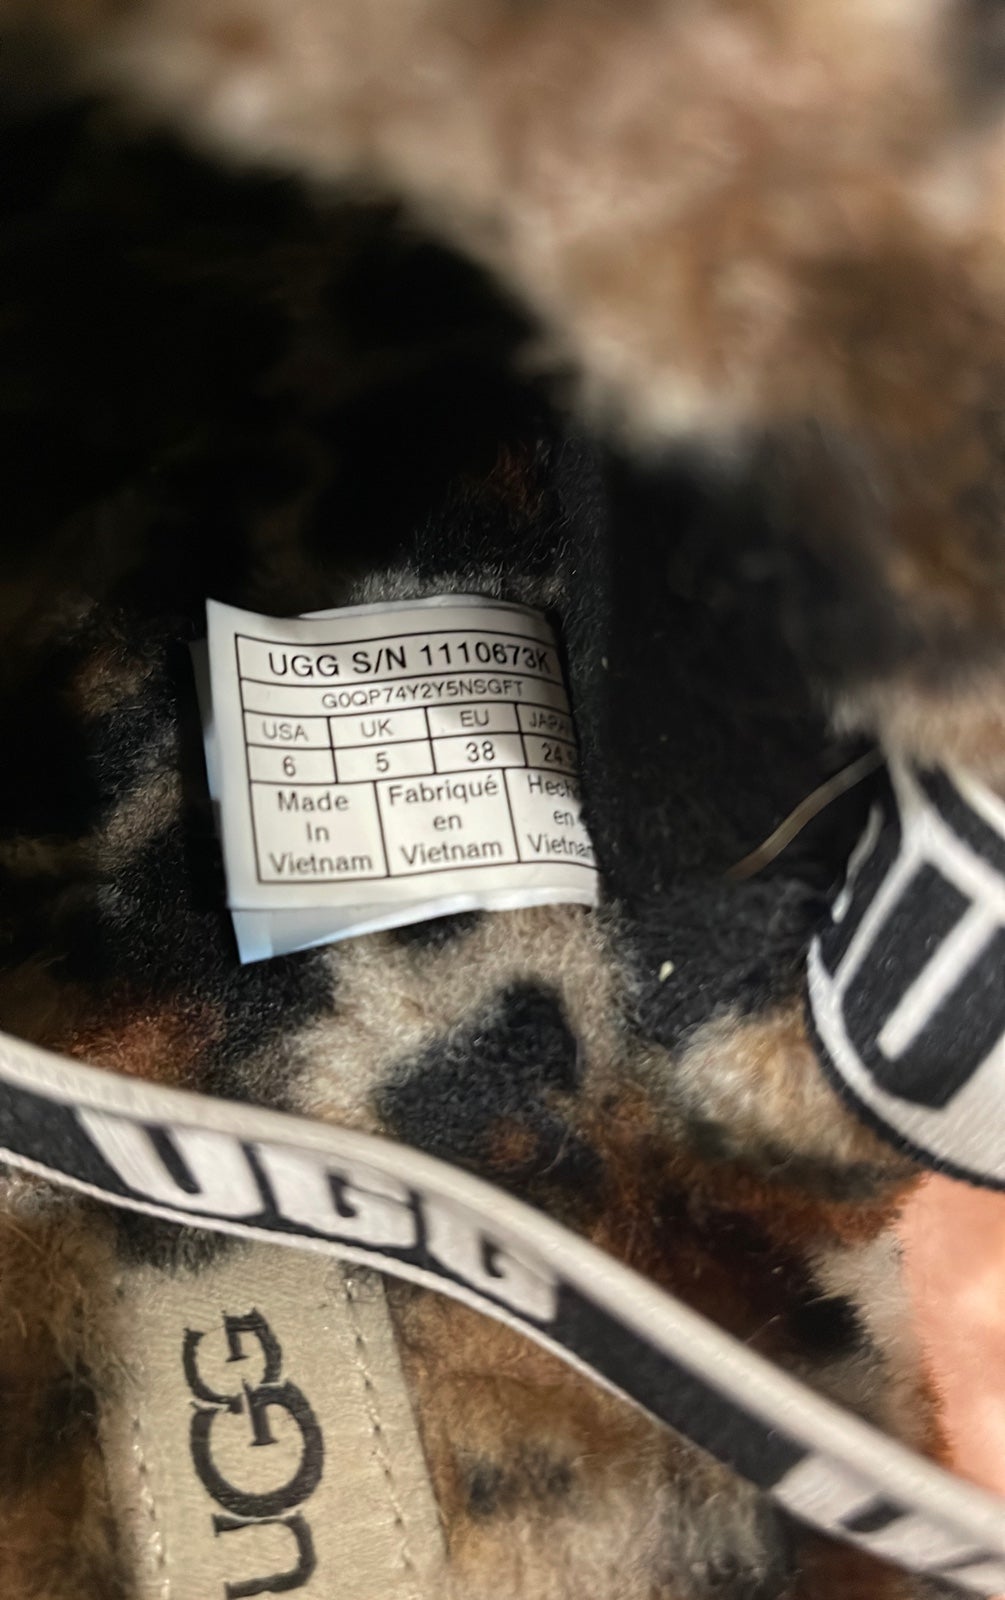 UGG S/N 1110673K
G0QP74Y2Y5NSGFT
USA UK EU JAPAN
6 5 38 24.5
Made Fabriqué
In en en
Vietnam Vietnam Vietnam
UGG
UGG